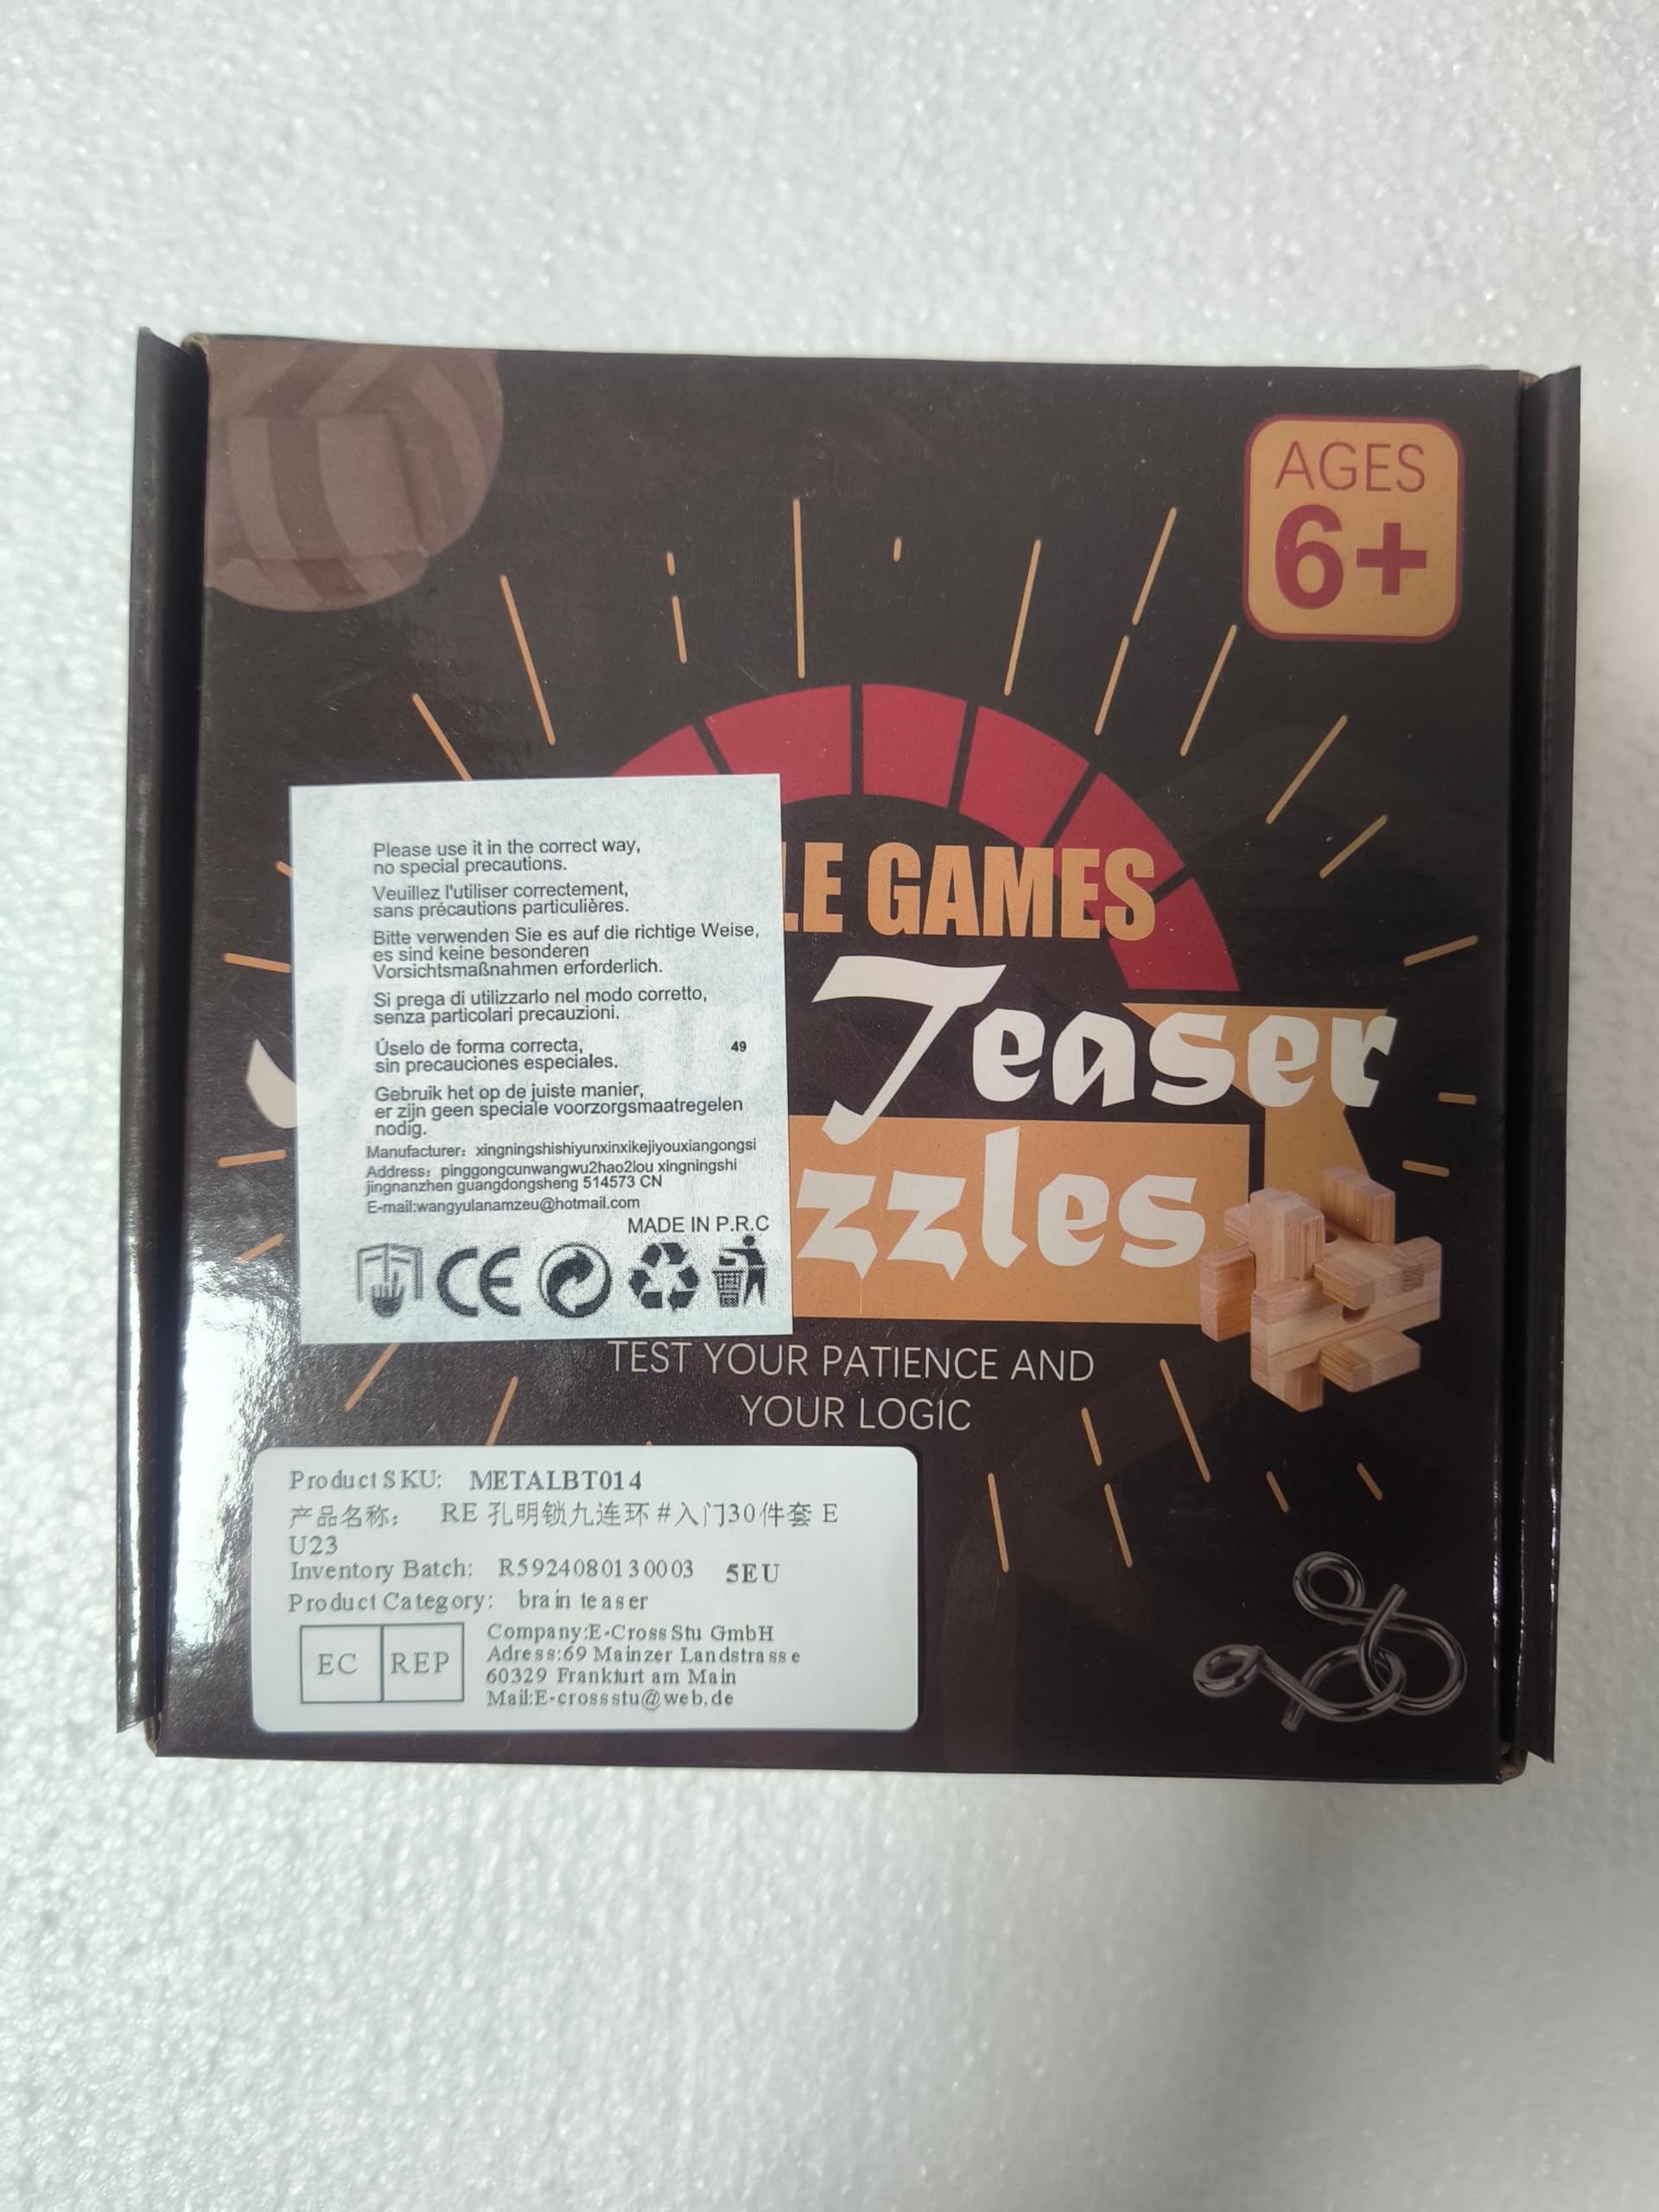 AGES
6+
LE GAMES
Teaser
zzles
TEST YOUR PATIENCE AND
YOUR LOGIC
Please use it in the correct way,
no special precautions.
Veuillez l'utiliser correctement,
sans précautions particulières.
Bitte verwenden Sie es auf die richtige Weise,
es sind keine besonderen
Vorsichtsmaßnahmen erforderlich.
Si prega di utilizzarlo nel modo corretto,
senza particolari precauzioni.
Úselo de forma correcta,
sin precauciones especiales.
49
Gebruik het op de juiste manier,
er zijn geen speciale voorzorgsmaatregelen
nodig.
Manufacturer: xingningshishiyunxinxikejiyouxiangongsi
Address: pinggongcunwangwu2hao2lou xingningshi
jingnanzhen guangdongsheng 514573 CN
E-mail:wangyulanamzeu@hotmail.com
MADE IN P.R.C
CE
Product SKU: METALBT014
产品名称: RE 孔明锁九连环 #入门30件套 E
U23
Inventory Batch: R5924080130003 5EU
Product Category: brain teaser
EC REP
Company:E-Cross Stu GmbH
Adress:69 Mainzer Landstrasse
60329 Frankfurt am Main
Mail:E-crossstu@web.de